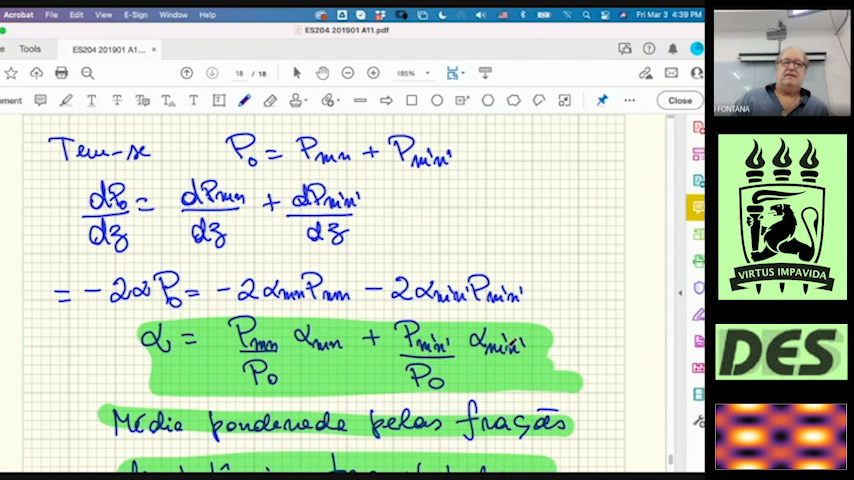 Acrobat File Edit View E-Sign Window Help
Fri Mar 3 4:39 PM
ES204 201901 A11.pdf
Tools ES204 201901 A1... ×
18 / 18 185%
ment Close
FONTANA
Tem-se P₀ = Pmn + Pm'n'
dP₀/dz = dPmn/dz + dPm'n'/dz
= -2αP₀ = -2αmnPmn - 2αm'n'Pm'n'
α = Pmn/P₀ αmn + Pm'n'/P₀ αm'n'
Média ponderada pelas frações
VIRTUS IMPAVIDA
DES